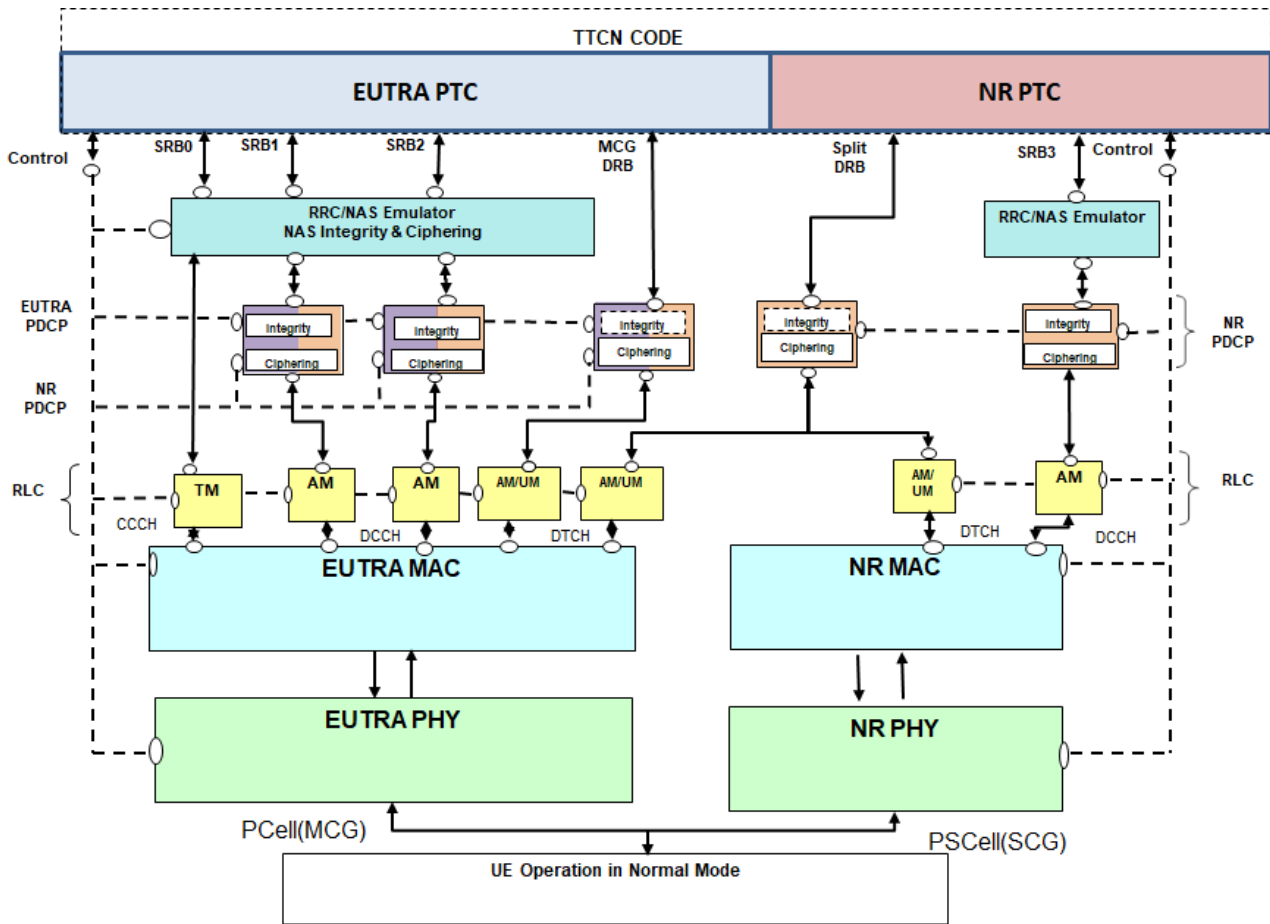 TTCN CODE
EUTRA PTC
NR PTC
Control
SRB0
SRB1
SRB2
MCG
DRB
Split
DRB
SRB3
Control
RRC/NAS Emulator
NAS Integrity & Ciphering
RRC/NAS Emulator
EUTRA
PDCP
Integrity
Ciphering
Integrity
Ciphering
Integrity
Ciphering
Integrity
Ciphering
Integrity
Ciphering
NR
PDCP
NR
PDCP
RLC
TM
AM
AM
AM/UM
AM/UM
AM/
UM
AM
RLC
CCCH
DCCH
DTCH
DTCH
DCCH
EUTRA MAC
NR MAC
EUTRA PHY
NR PHY
PCell(MCG)
PSCell(SCG)
UE Operation in Normal Mode